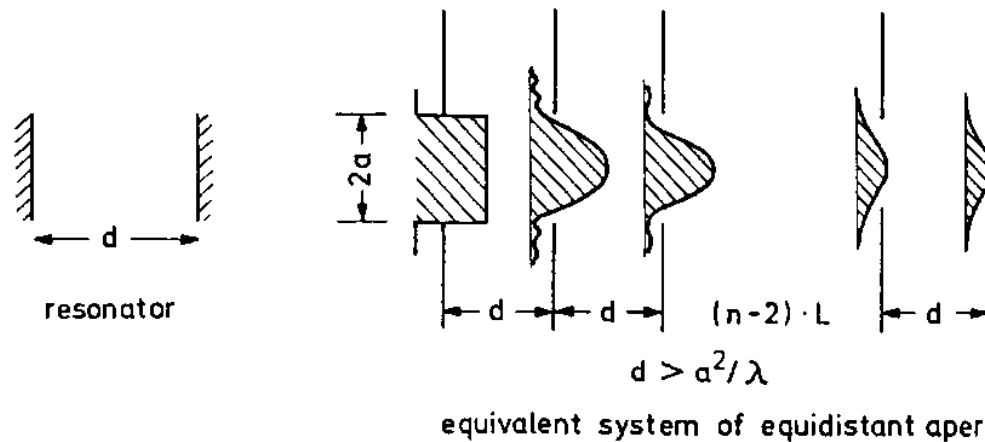 2a
d
resonator
d d (n-2) · L d
d > a²/λ
equivalent system of equidistant aper